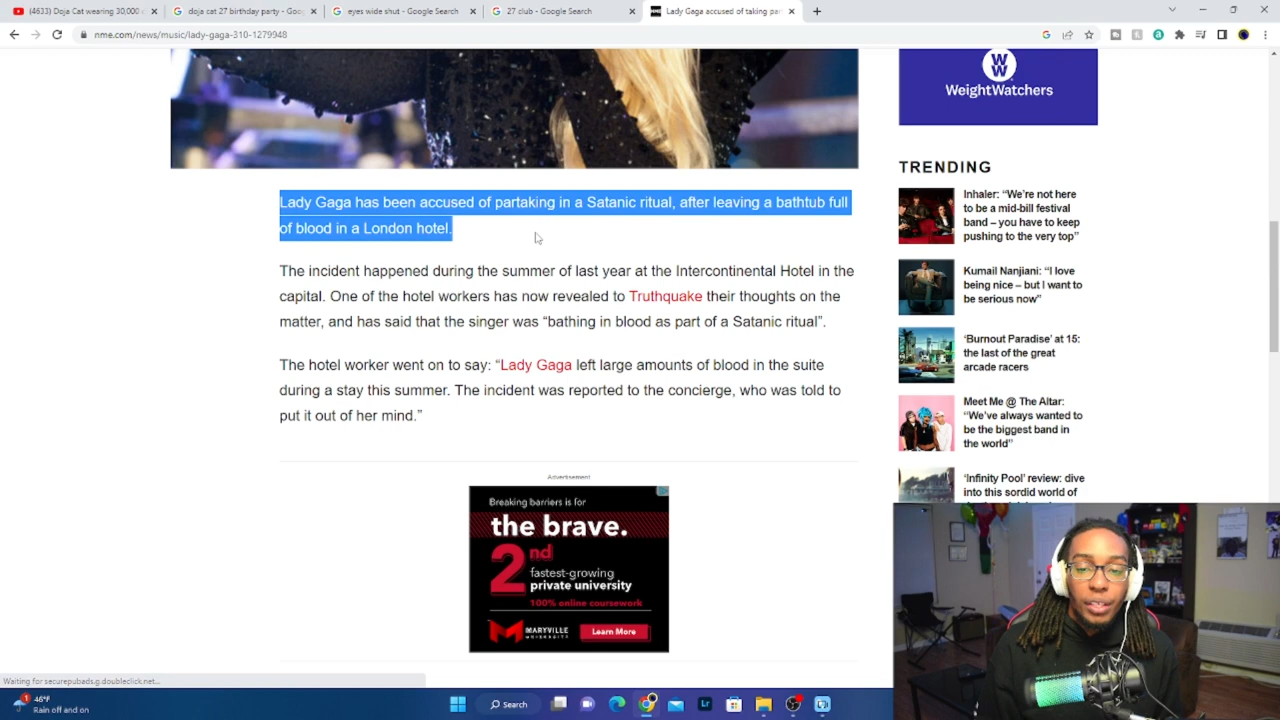 (4633) Doja Cat wearing 30,000
doja cat 27 birthday party - Goo
eyes wide shut - Google Search
27 club - Google Search
Lady Gaga accused of taking par
nme.com/news/music/lady-gaga-310-1279948
WW
WeightWatchers
TRENDING
Inhaler: “We’re not here
to be a mid-bill festival
band – you have to keep
pushing to the very top”
Kumail Nanjiani: “I love
being nice – but I want to
be serious now”
‘Burnout Paradise’ at 15:
the last of the great
arcade racers
Meet Me @ The Altar:
“We’ve always wanted to
be the biggest band in
the world”
‘Infinity Pool’ review: dive
into this sordid world of
Lady Gaga has been accused of partaking in a Satanic ritual, after leaving a bathtub full
of blood in a London hotel.
The incident happened during the summer of last year at the Intercontinental Hotel in the
capital. One of the hotel workers has now revealed to Truthquake their thoughts on the
matter, and has said that the singer was “bathing in blood as part of a Satanic ritual”.
The hotel worker went on to say: “Lady Gaga left large amounts of blood in the suite
during a stay this summer. The incident was reported to the concierge, who was told to
put it out of her mind.”
Advertisement
Breaking barriers is for
the brave.
2nd
fastest-growing
private university
100% online coursework
MARYVILLE
UNIVERSITY
Learn More
Waiting for securepubads.g.doubleclick.net...
1
46°F
Rain off and on
Search